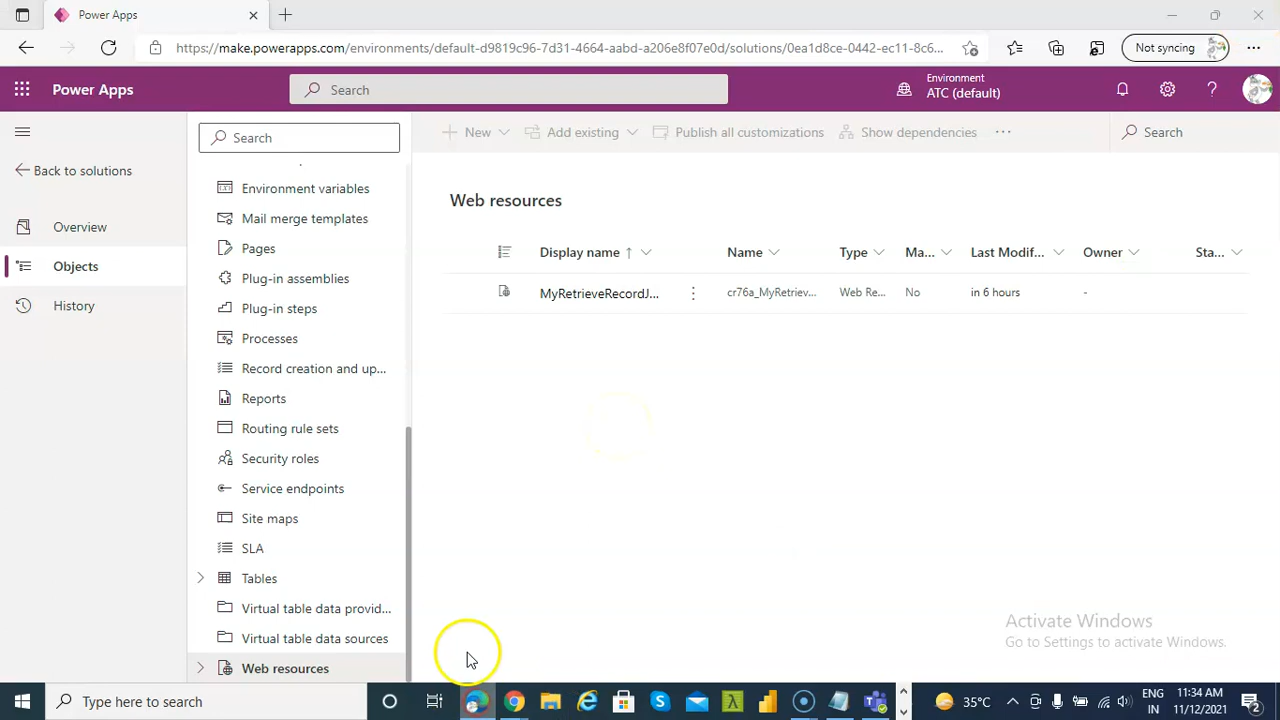 Power Apps
https://make.powerapps.com/environments/default-d9819c96-7d31-4664-aabd-a206e8f07e0d/solutions/0ea1d8ce-0442-ec11-8c6...
Not syncing
Power Apps
Search
Environment
ATC (default)
Search
New
Add existing
Publish all customizations
Show dependencies
Search
Back to solutions
Overview
Objects
History
Environment variables
Mail merge templates
Pages
Plug-in assemblies
Plug-in steps
Processes
Record creation and up...
Reports
Routing rule sets
Security roles
Service endpoints
Site maps
SLA
Tables
Virtual table data provid...
Virtual table data sources
Web resources
Web resources
Display name ↑ Name Type Ma... Last Modif... Owner Sta...
MyRetrieveRecordJ... cr76a_MyRetriev... Web Re... No in 6 hours -
Activate Windows
Go to Settings to activate Windows.
Type here to search
35°C
ENG
IN
11:34 AM
11/12/2021
2